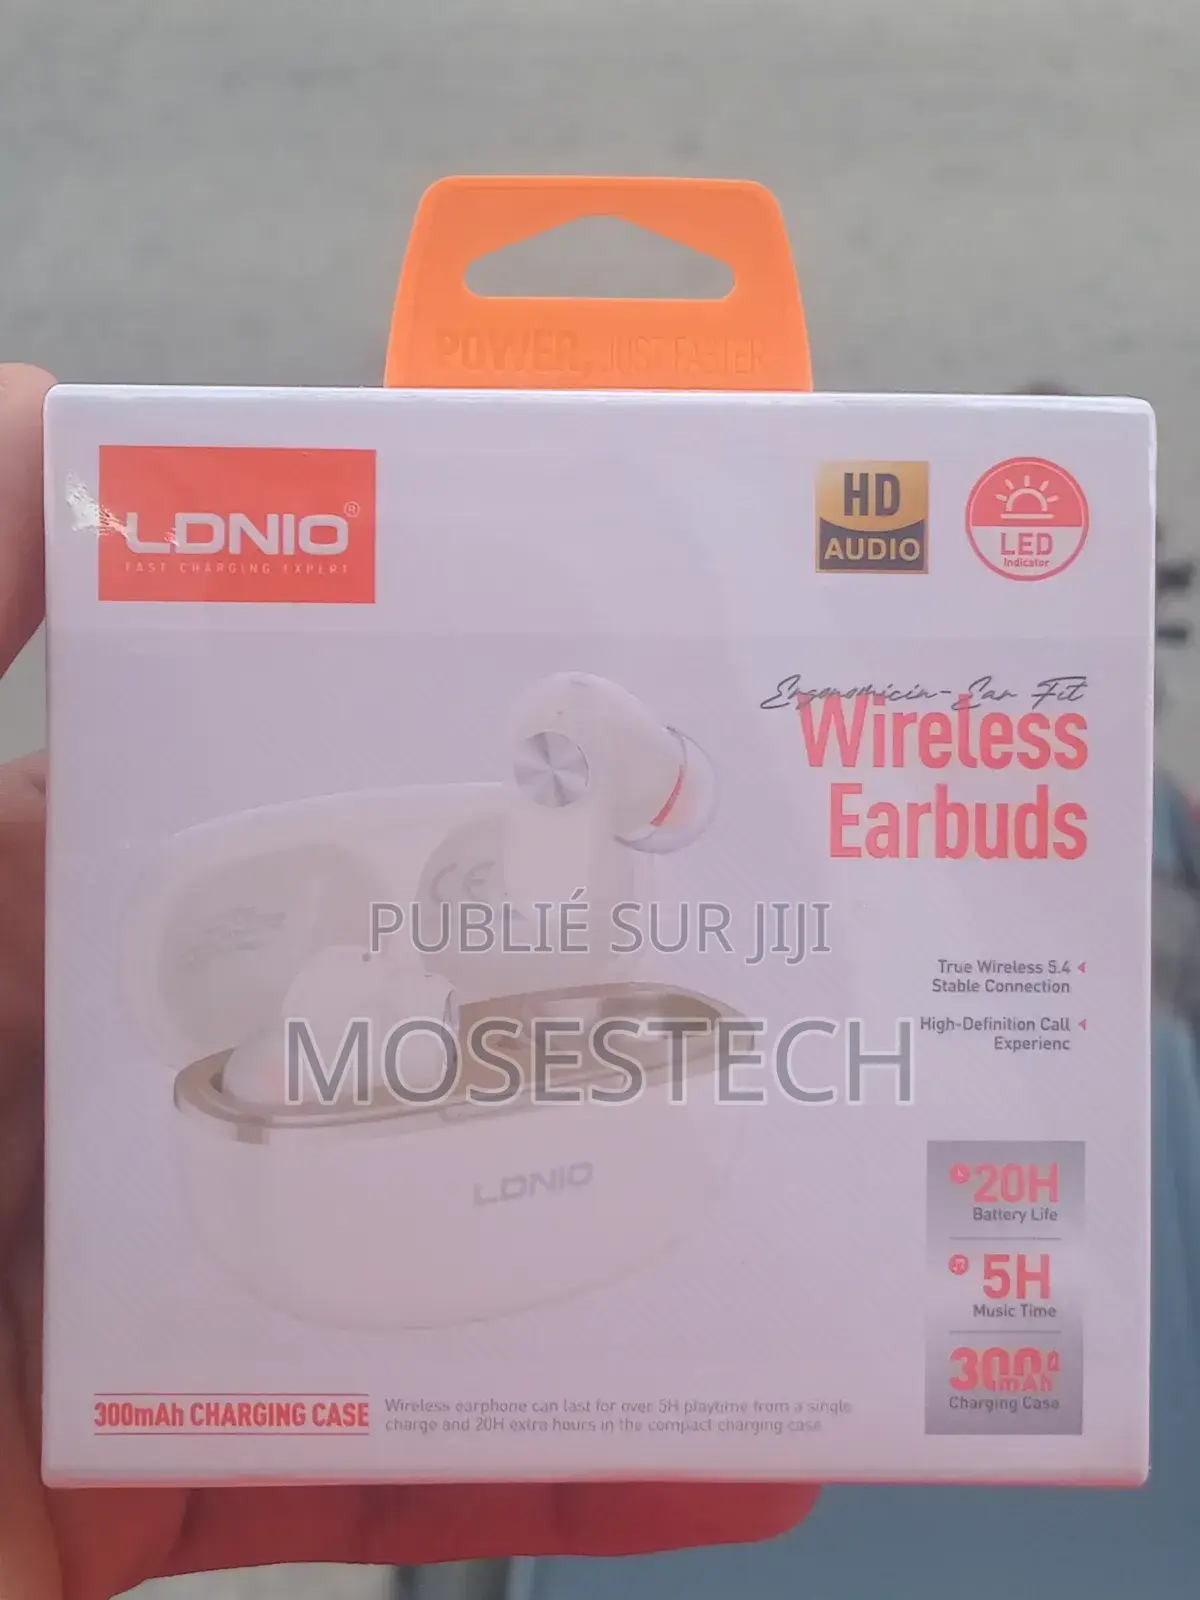 POWER, JUST FASTER
LDNIO®
FAST CHARGING EXPERT
HD
AUDIO
LED
Indicator
Ergonomicin-Ear Fit
Wireless
Earbuds
CE
PUBLIÉ SUR JIJI
True Wireless 5.4
Stable Connection
High-Definition Call
Experienc
MOSESTECH
LDNIO
20H
Battery Life
5H
Music Time
300mAh
Charging Case
300mAh CHARGING CASE
Wireless earphone can last for over 5H playtime from a single
charge and 20H extra hours in the compact charging case